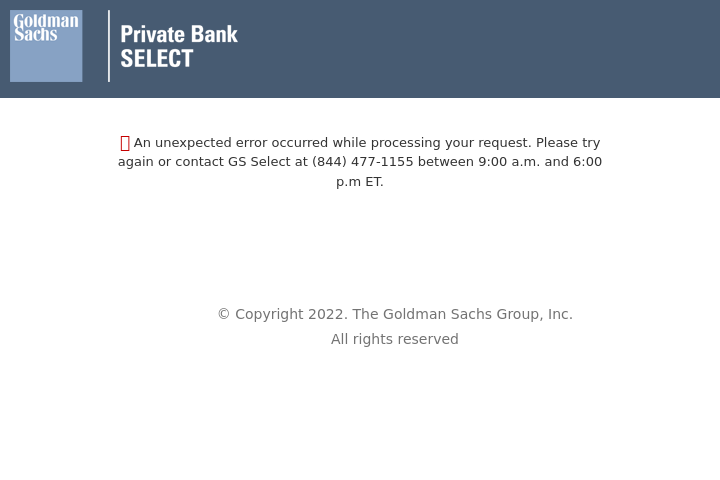 Goldman
Sachs
Private Bank
SELECT
An unexpected error occurred while processing your request. Please try
again or contact GS Select at (844) 477-1155 between 9:00 a.m. and 6:00
p.m ET.
© Copyright 2022. The Goldman Sachs Group, Inc.
All rights reserved